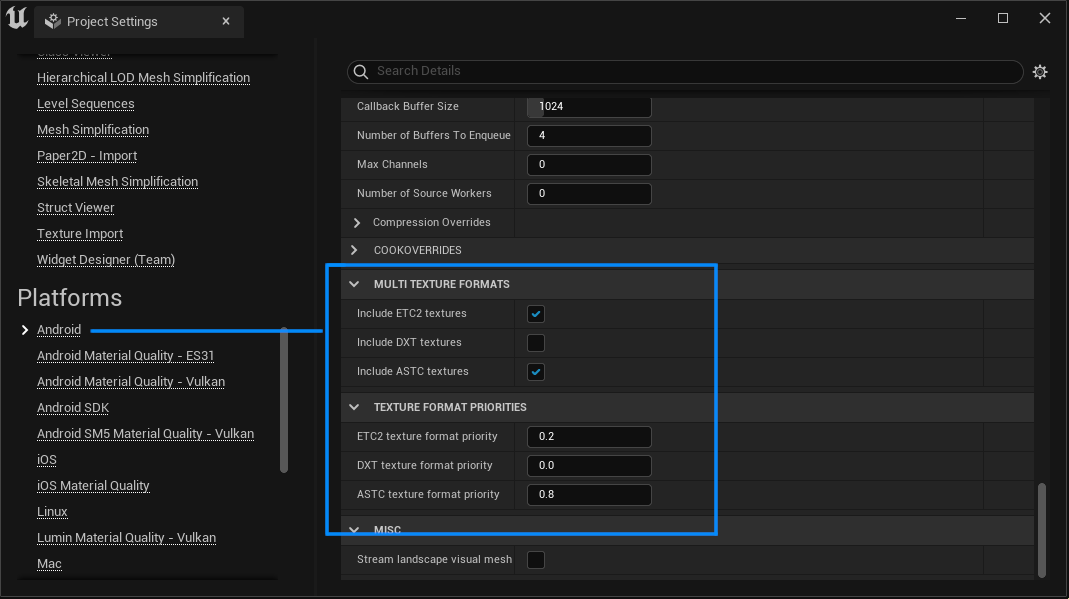 Project Settings
Hierarchical LOD Mesh Simplification
Level Sequences
Mesh Simplification
Paper2D - Import
Skeletal Mesh Simplification
Struct Viewer
Texture Import
Widget Designer (Team)
Platforms
Android
Android Material Quality - ES31
Android Material Quality - Vulkan
Android SDK
Android SM5 Material Quality - Vulkan
iOS
iOS Material Quality
Linux
Lumin Material Quality - Vulkan
Mac
Search Details
Callback Buffer Size 1024
Number of Buffers To Enqueue 4
Max Channels 0
Number of Source Workers 0
Compression Overrides
COOKOVERRIDES
MULTI TEXTURE FORMATS
Include ETC2 textures
Include DXT textures
Include ASTC textures
TEXTURE FORMAT PRIORITIES
ETC2 texture format priority 0.2
DXT texture format priority 0.0
ASTC texture format priority 0.8
MISC
Stream landscape visual mesh